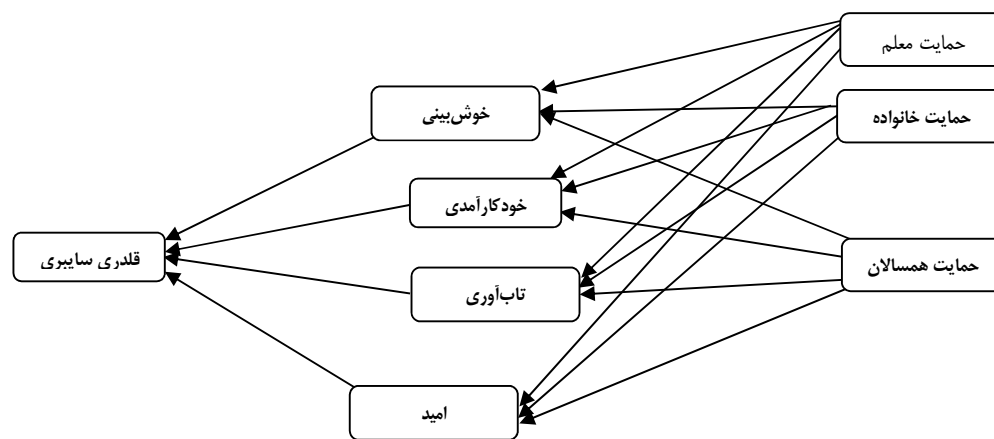 حمایت معلم
حمایت خانواده
خوش‌بینی
خودکارآمدی
حمایت همسالان
قلدری سایبری
تاب‌آوری
امید